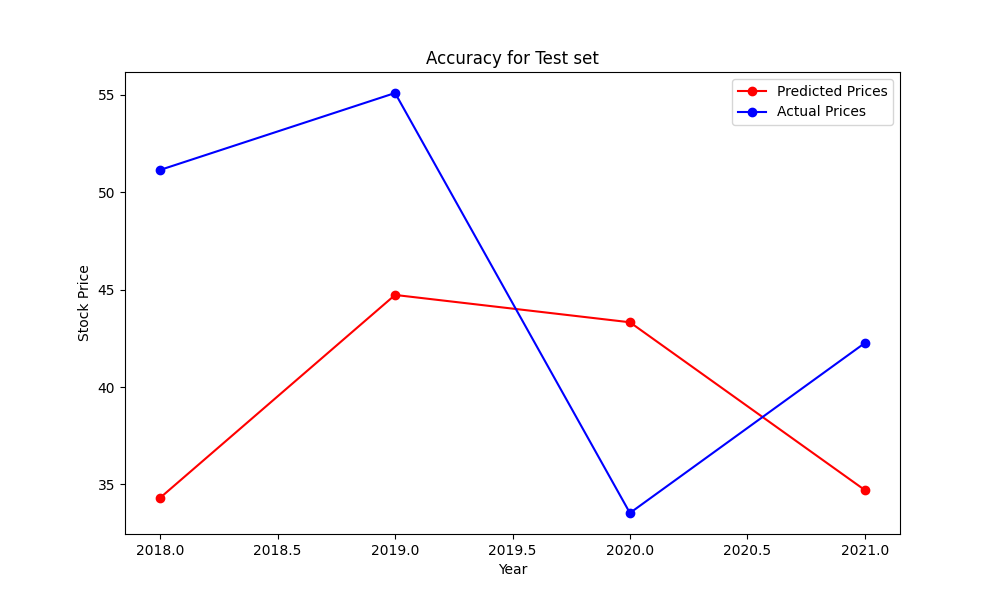 Accuracy for Test set
Predicted Prices
Actual Prices
55
50
45
40
35
Stock Price
2018.0 2018.5 2019.0 2019.5 2020.0 2020.5 2021.0
Year